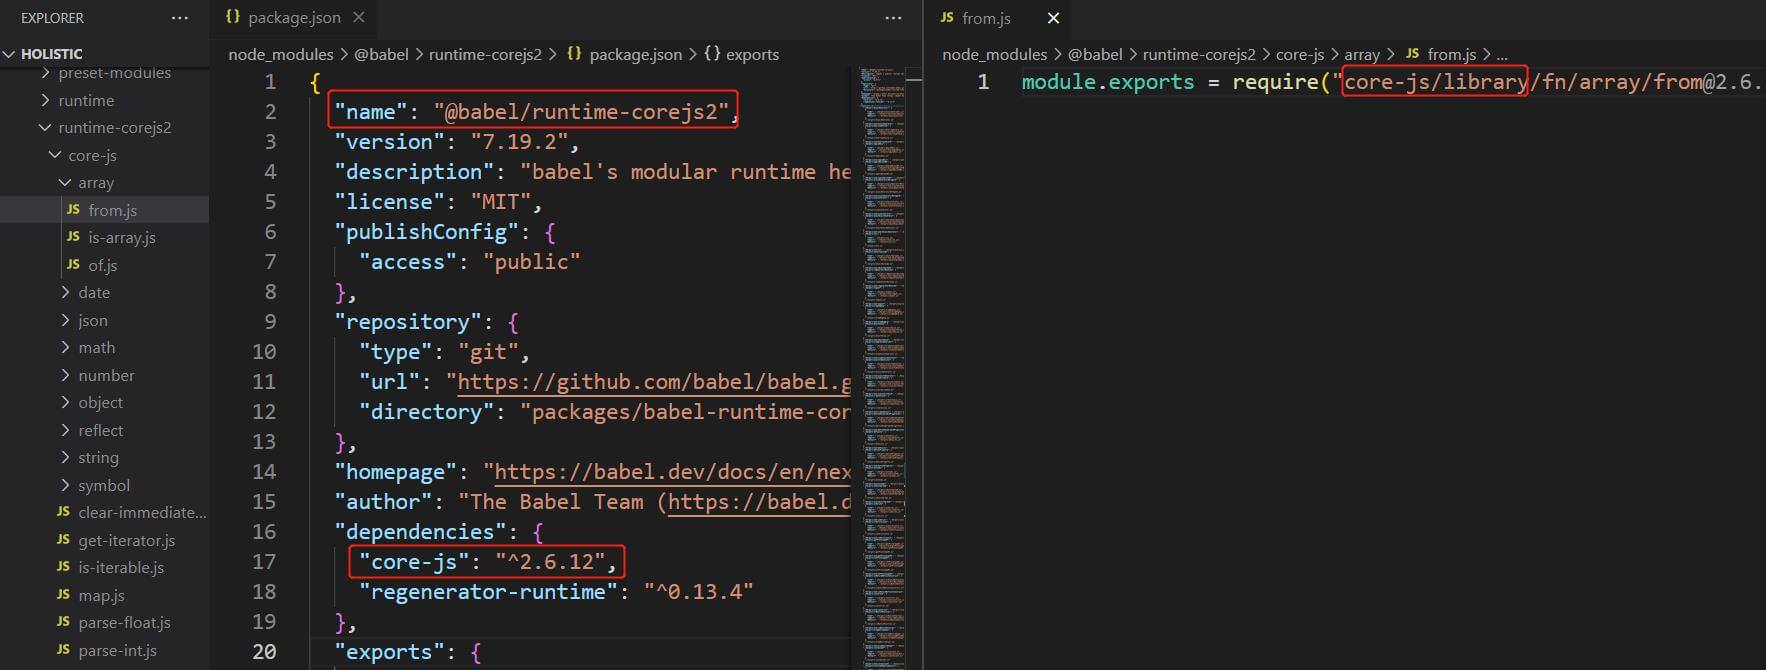 EXPLORER
···
HOLISTIC
preset-modules
runtime
runtime-corejs2
core-js
array
JS from.js
JS is-array.js
JS of.js
date
json
math
number
object
reflect
string
symbol
JS clear-immediate...
JS get-iterator.js
JS is-iterable.js
JS map.js
JS parse-float.js
JS parse-int.js
{} package.json ×
···
node_modules > @babel > runtime-corejs2 > {} package.json > {} exports
1 {
2 "name": "@babel/runtime-corejs2",
3 "version": "7.19.2",
4 "description": "babel's modular runtime he
5 "license": "MIT",
6 "publishConfig": {
7 "access": "public"
8 },
9 "repository": {
10 "type": "git",
11 "url": "https://github.com/babel/babel.g
12 "directory": "packages/babel-runtime-cor
13 },
14 "homepage": "https://babel.dev/docs/en/nex
15 "author": "The Babel Team (https://babel.d
16 "dependencies": {
17 "core-js": "^2.6.12",
18 "regenerator-runtime": "^0.13.4"
19 },
20 "exports": {
JS from.js ×
node_modules > @babel > runtime-corejs2 > core-js > array > JS from.js > ...
1 module.exports = require("core-js/library/fn/array/from@2.6.